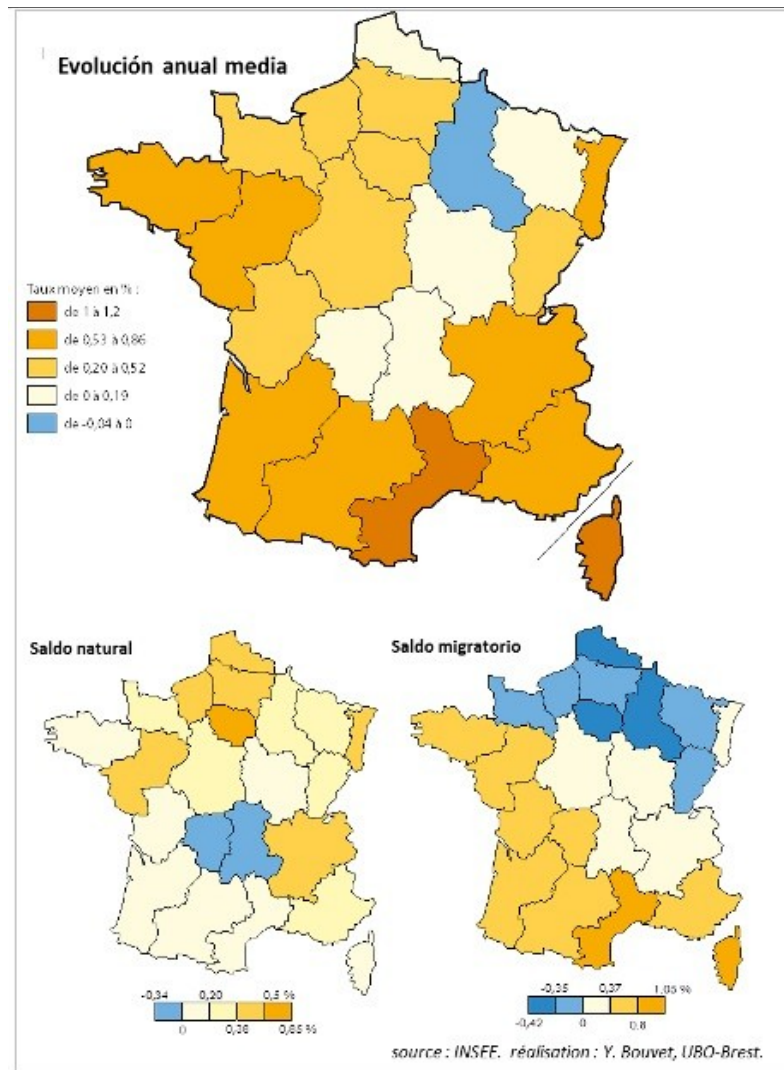 Evolución anual media
Taux moyen en % :
de 1 à 1,2
de 0,53 à 0,86
de 0,20 à 0,52
de 0 à 0,19
de -0,04 à 0
Saldo natural
Saldo migratorio
-0,34 0,20 0,5 %
0 0,36 0,85 %
-0,35 0,37 1,05 %
-0,42 0 0,8
source : INSEE. réalisation : Y. Bouvet, UBO-Brest.